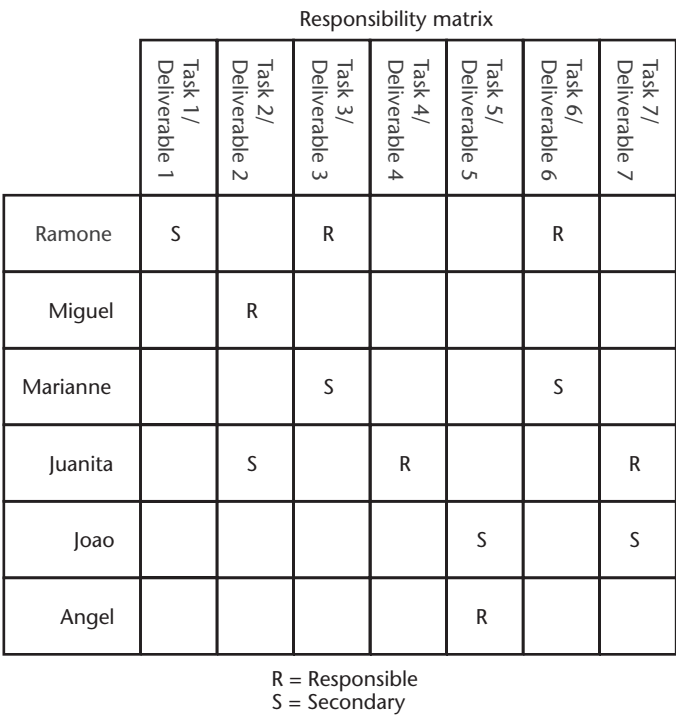 Responsibility matrix
Task 1/
Deliverable 1
Task 2/
Deliverable 2
Task 3/
Deliverable 3
Task 4/
Deliverable 4
Task 5/
Deliverable 5
Task 6/
Deliverable 6
Task 7/
Deliverable 7
Ramone S R R
Miguel R
Marianne S S
Juanita S R R
Joao S S
Angel R
R = Responsible
S = Secondary